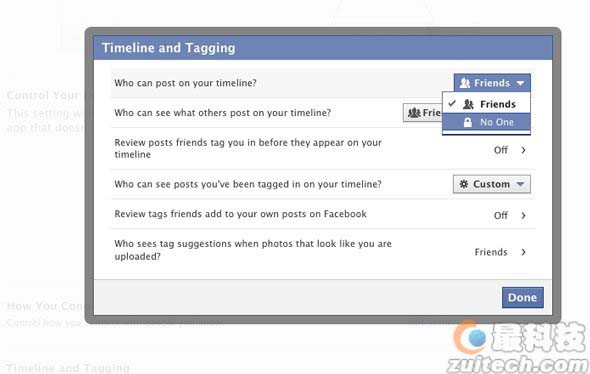 Timeline and Tagging
Who can post on your timeline?
Friends
Friends
No One
Who can see what others post on your timeline?
Review posts friends tag you in before they appear on your
timeline
Off
Who can see posts you've been tagged in on your timeline?
Custom
Review tags friends add to your own posts on Facebook
Off
Who sees tag suggestions when photos that look like you are
uploaded?
Friends
Done
Control Your
This setting
app that
How You
Control how you
Timeline and Tagging
最科技
zuitech.com